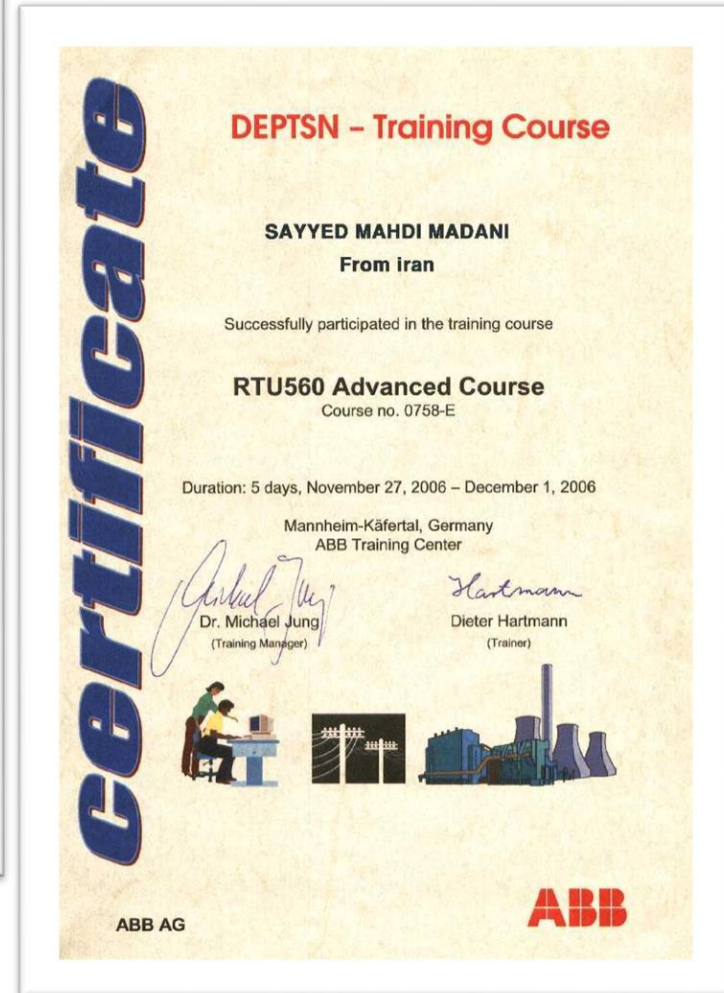 certificate
DEPTSN – Training Course
SAYYED MAHDI MADANI
From iran
Successfully participated in the training course
RTU560 Advanced Course
Course no. 0758-E
Duration: 5 days, November 27, 2006 – December 1, 2006
Mannheim-Käfertal, Germany
ABB Training Center
Hartmann
Dr. Michael Jung
Dieter Hartmann
(Training Manager)
(Trainer)
ABB AG
ABB